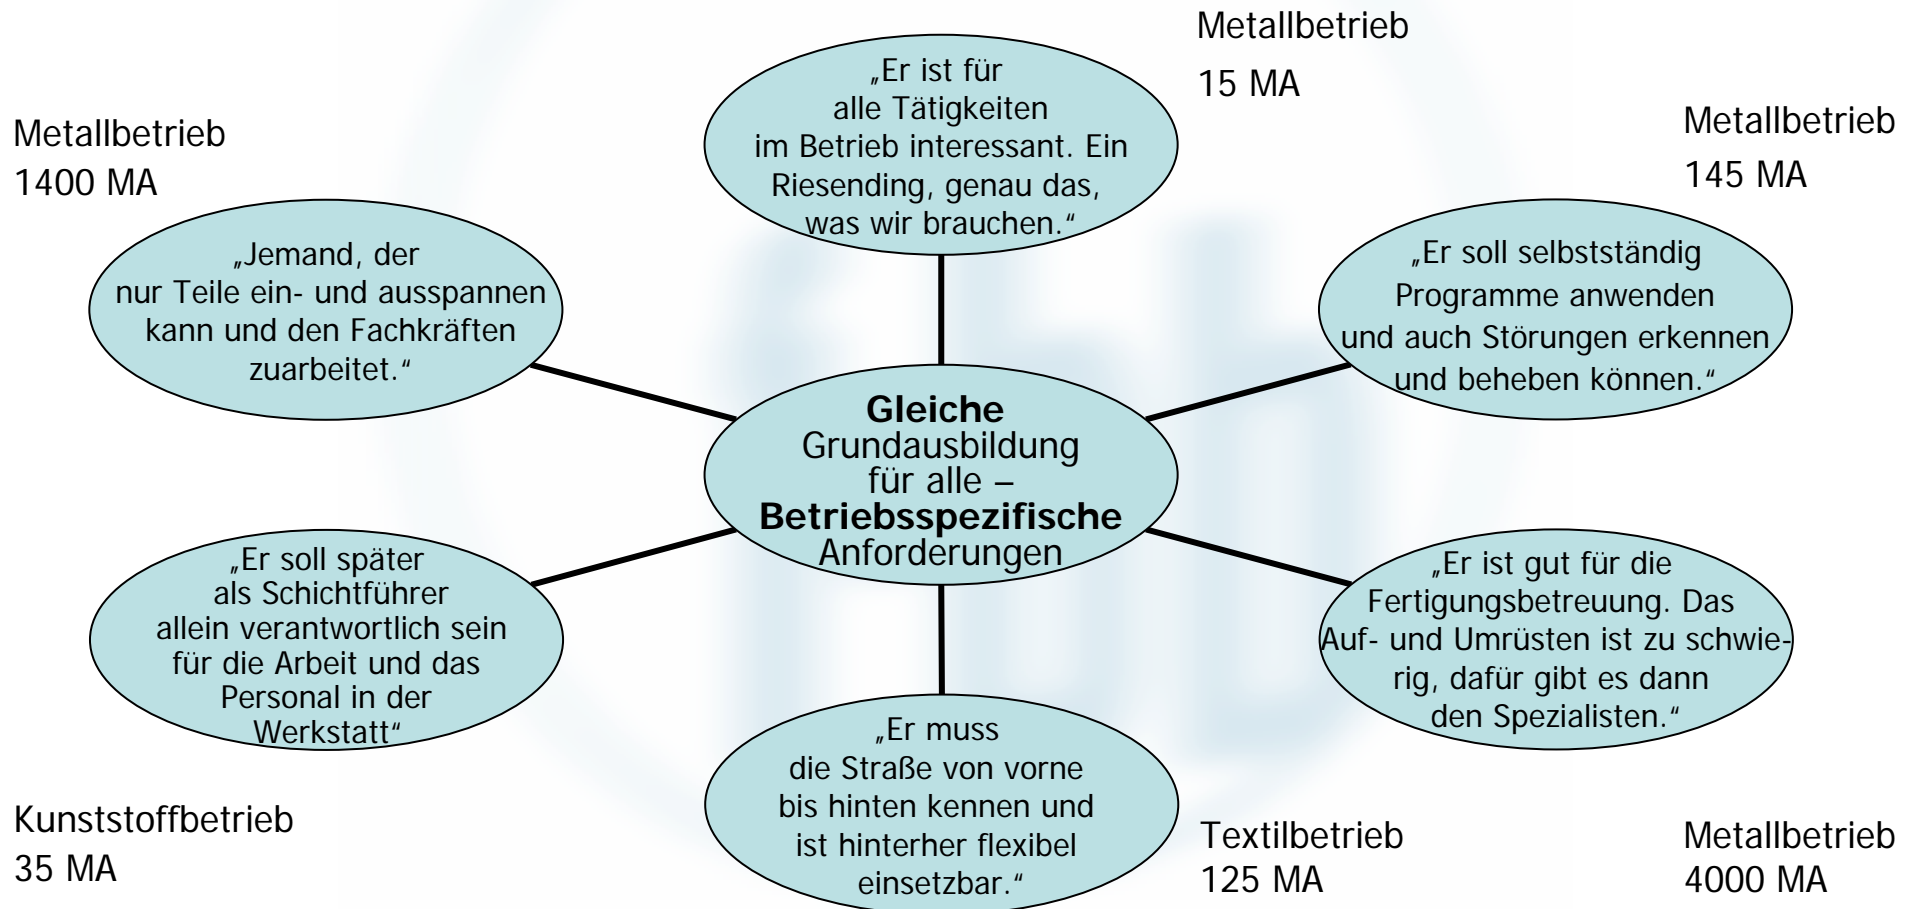 Metallbetrieb
15 MA
„Er ist für
alle Tätigkeiten
im Betrieb interessant. Ein
Riesending, genau das,
was wir brauchen.“
Metallbetrieb
1400 MA
„Jemand, der
nur Teile ein- und ausspannen
kann und den Fachkräften
zuarbeitet.“
Metallbetrieb
145 MA
„Er soll selbstständig
Programme anwenden
und auch Störungen erkennen
und beheben können.“
Gleiche
Grundausbildung
für alle –
Betriebsspezifische
Anforderungen
„Er soll später
als Schichtführer
allein verantwortlich sein
für die Arbeit und das
Personal in der
Werkstatt“
Kunststoffbetrieb
35 MA
„Er muss
die Straße von vorne
bis hinten kennen und
ist hinterher flexibel
einsetzbar.“
Textilbetrieb
125 MA
„Er ist gut für die
Fertigungsbetreuung. Das
Auf- und Umrüsten ist zu schwie-
rig, dafür gibt es dann
den Spezialisten.“
Metallbetrieb
4000 MA